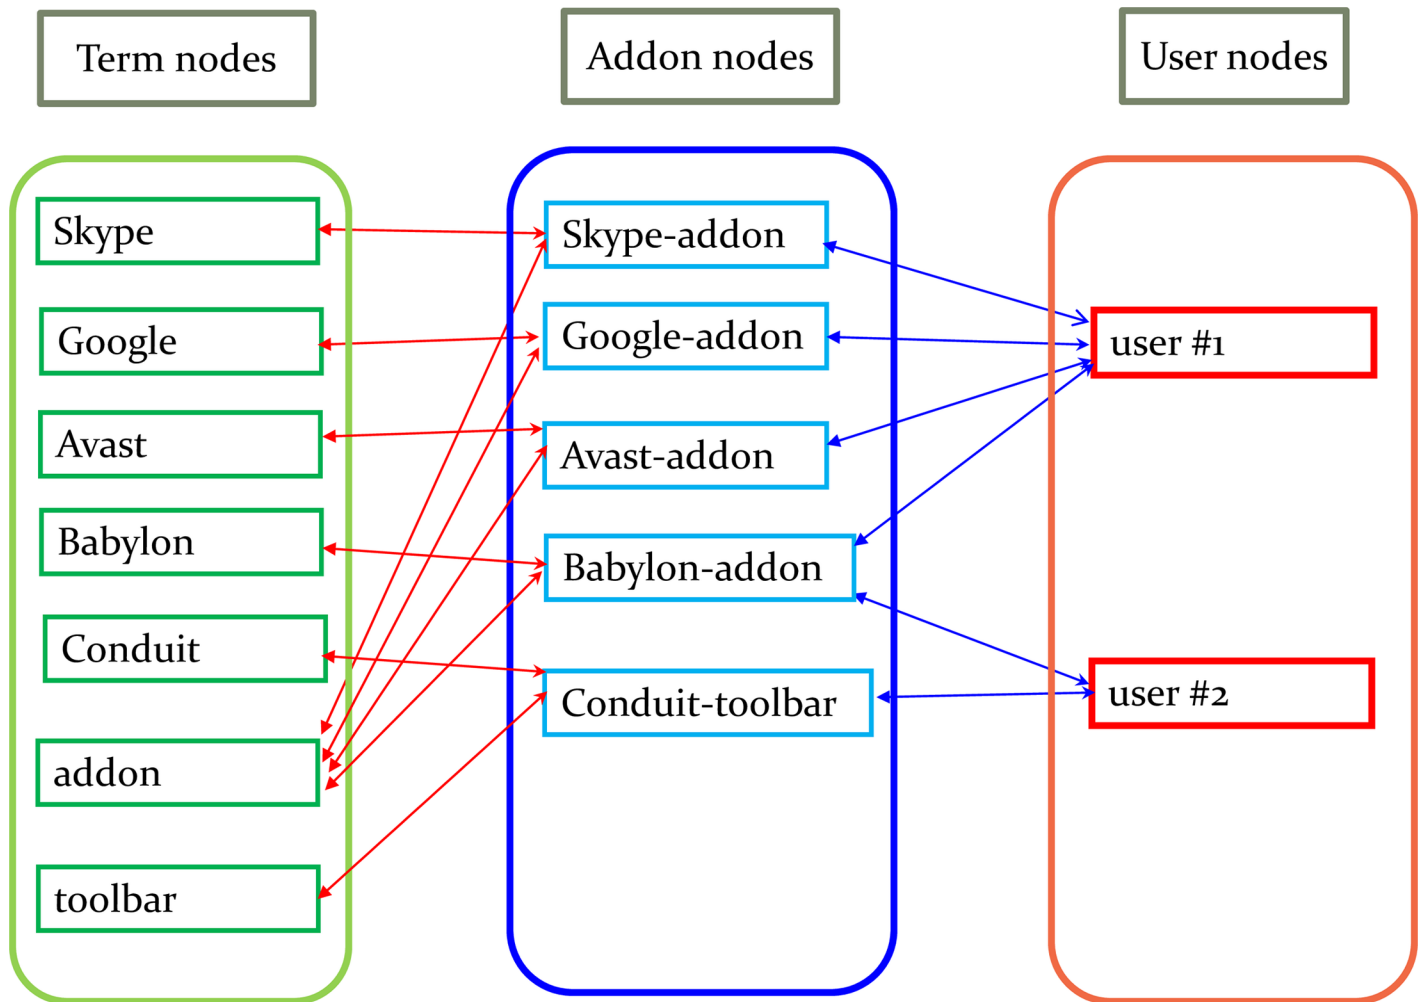 Term nodes
Addon nodes
User nodes
Skype
Google
Avast
Babylon
Conduit
addon
toolbar
Skype-addon
Google-addon
Avast-addon
Babylon-addon
Conduit-toolbar
user #1
user #2